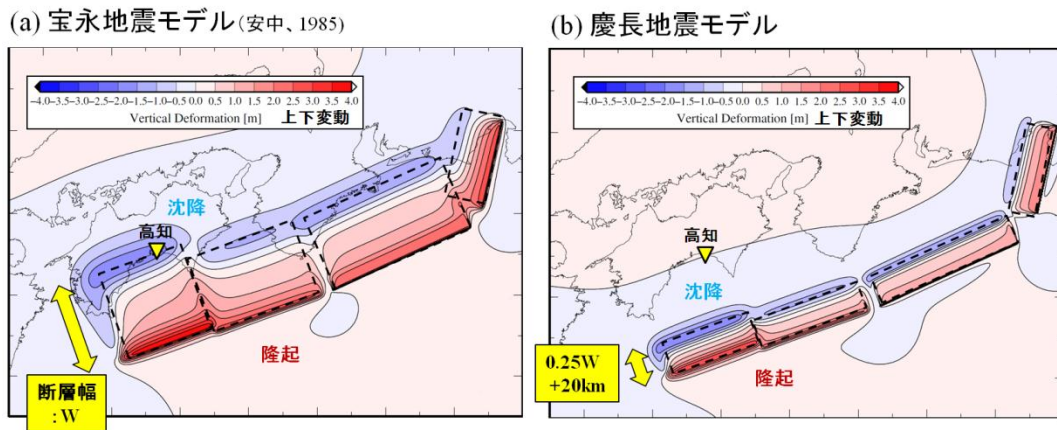 (a) 宝永地震モデル(安中、1985)
−4.0−3.5−3.0−2.5−2.0−1.5−1.0−0.5 0.0 0.5 1.0 1.5 2.0 2.5 3.0 3.5 4.0
Vertical Deformation [m] 上下変動
沈降
高知
隆起
断層幅
:W
(b) 慶長地震モデル
−4.0−3.5−3.0−2.5−2.0−1.5−1.0−0.5 0.0 0.5 1.0 1.5 2.0 2.5 3.0 3.5 4.0
Vertical Deformation [m] 上下変動
高知
沈降
隆起
0.25W
+20km